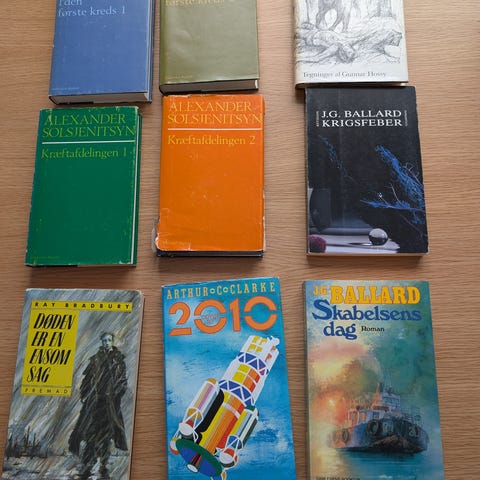 I den
første kreds 1
første kreds 2
Tegninger af Gunnar Hossy
ALEXANDER
SOLSJENITSYN
Kræftafdelingen 1
ALEXANDER
SOLSJENITSYN
Kræftafdelingen 2
J.G. BALLARD
KRIGSFEBER
RAY BRADBURY
DØDEN
ER EN
ENSOM
SAG
FREMAD
ARTHUR C. CLARKE
2010
J.G. BALLARD
Skabelsens
dag Roman